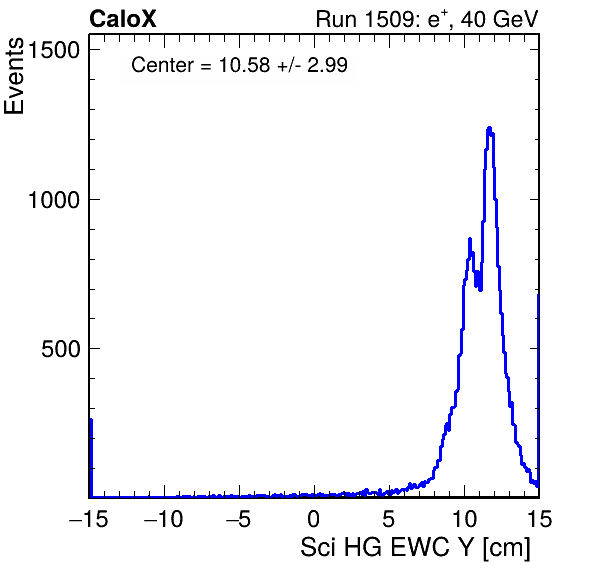 CaloX
Run 1509: e+, 40 GeV
Center = 10.58 +/- 2.99
Events
1500
1000
500
−15 −10 −5 0 5 10 15
Sci HG EWC Y [cm]